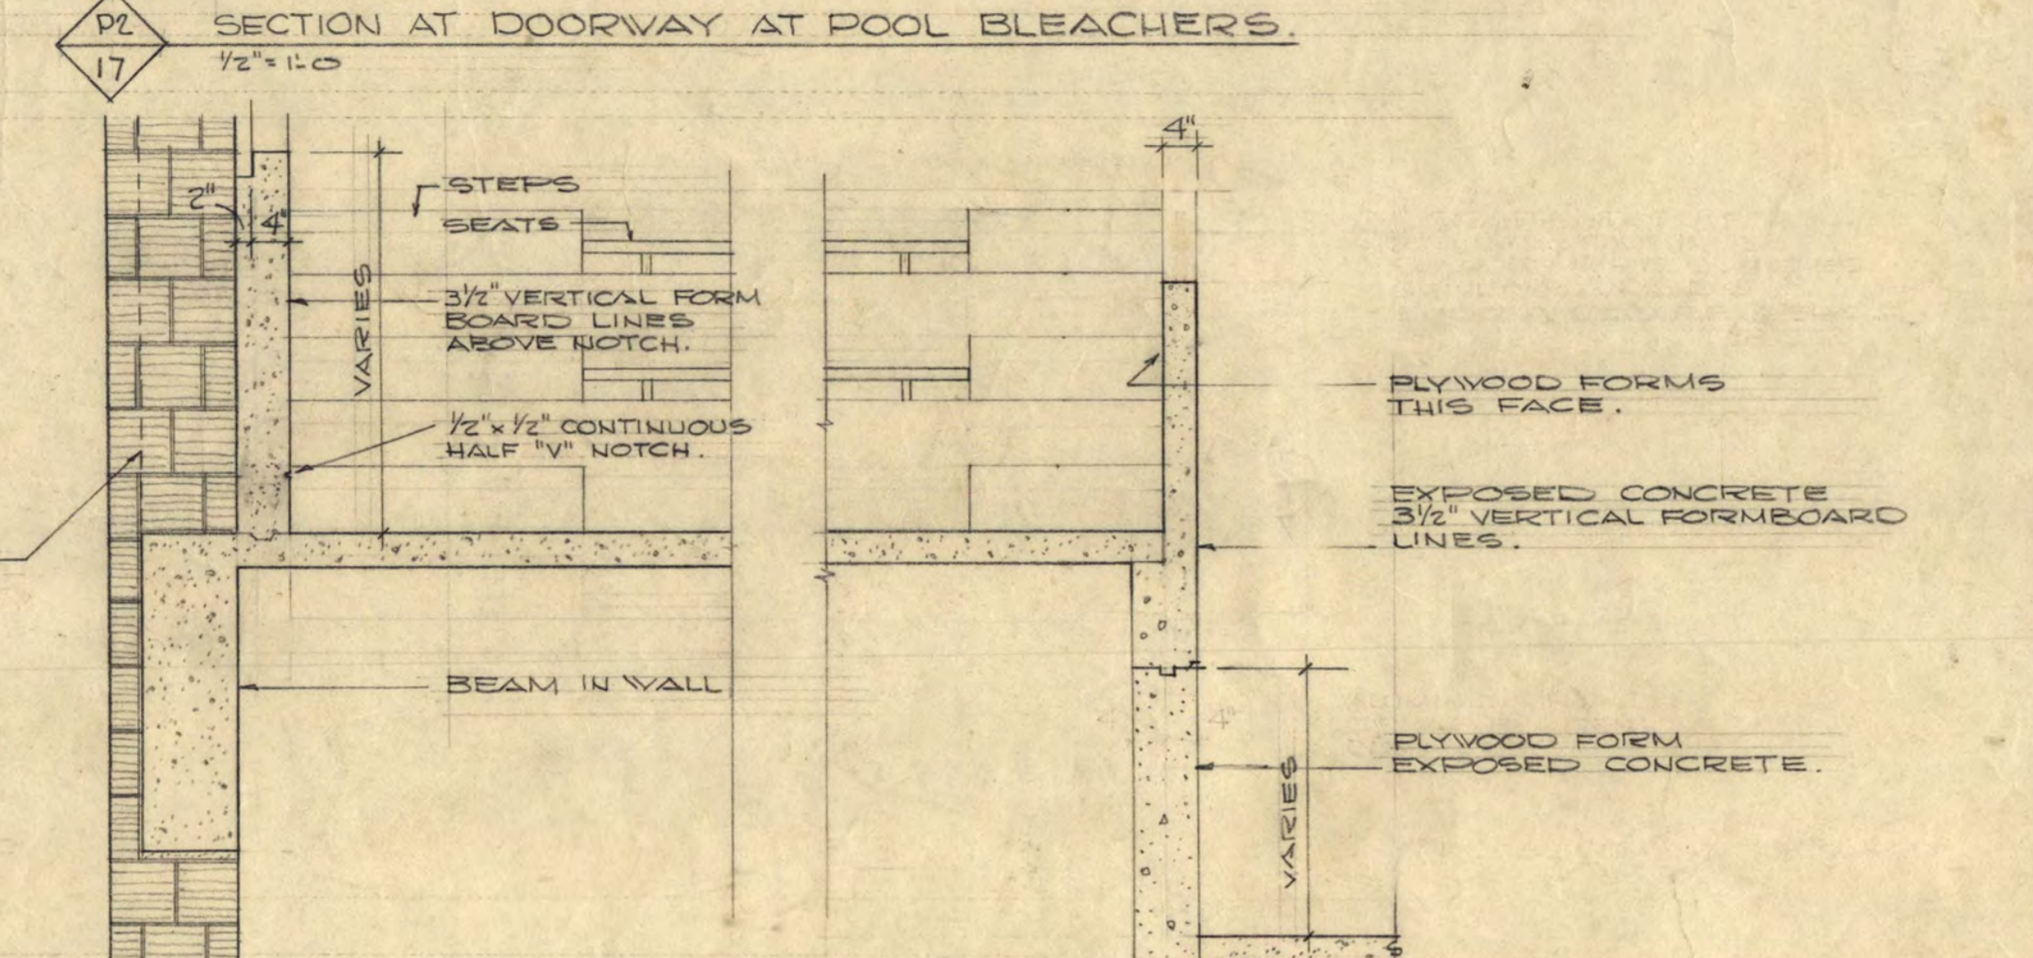 P2
17
SECTION AT DOORWAY AT POOL BLEACHERS.
1/2" = 1'-0
4"
2"
4"
STEPS
SEATS
VARIES
3 1/2" VERTICAL FORM
BOARD LINES
ABOVE NOTCH.
1/2" x 1/2" CONTINUOUS
HALF "V" NOTCH.
PLYWOOD FORMS
THIS FACE.
EXPOSED CONCRETE
3 1/2" VERTICAL FORMBOARD
LINES.
BEAM IN WALL
4"
4"
PLYWOOD FORM
EXPOSED CONCRETE.
VARIES